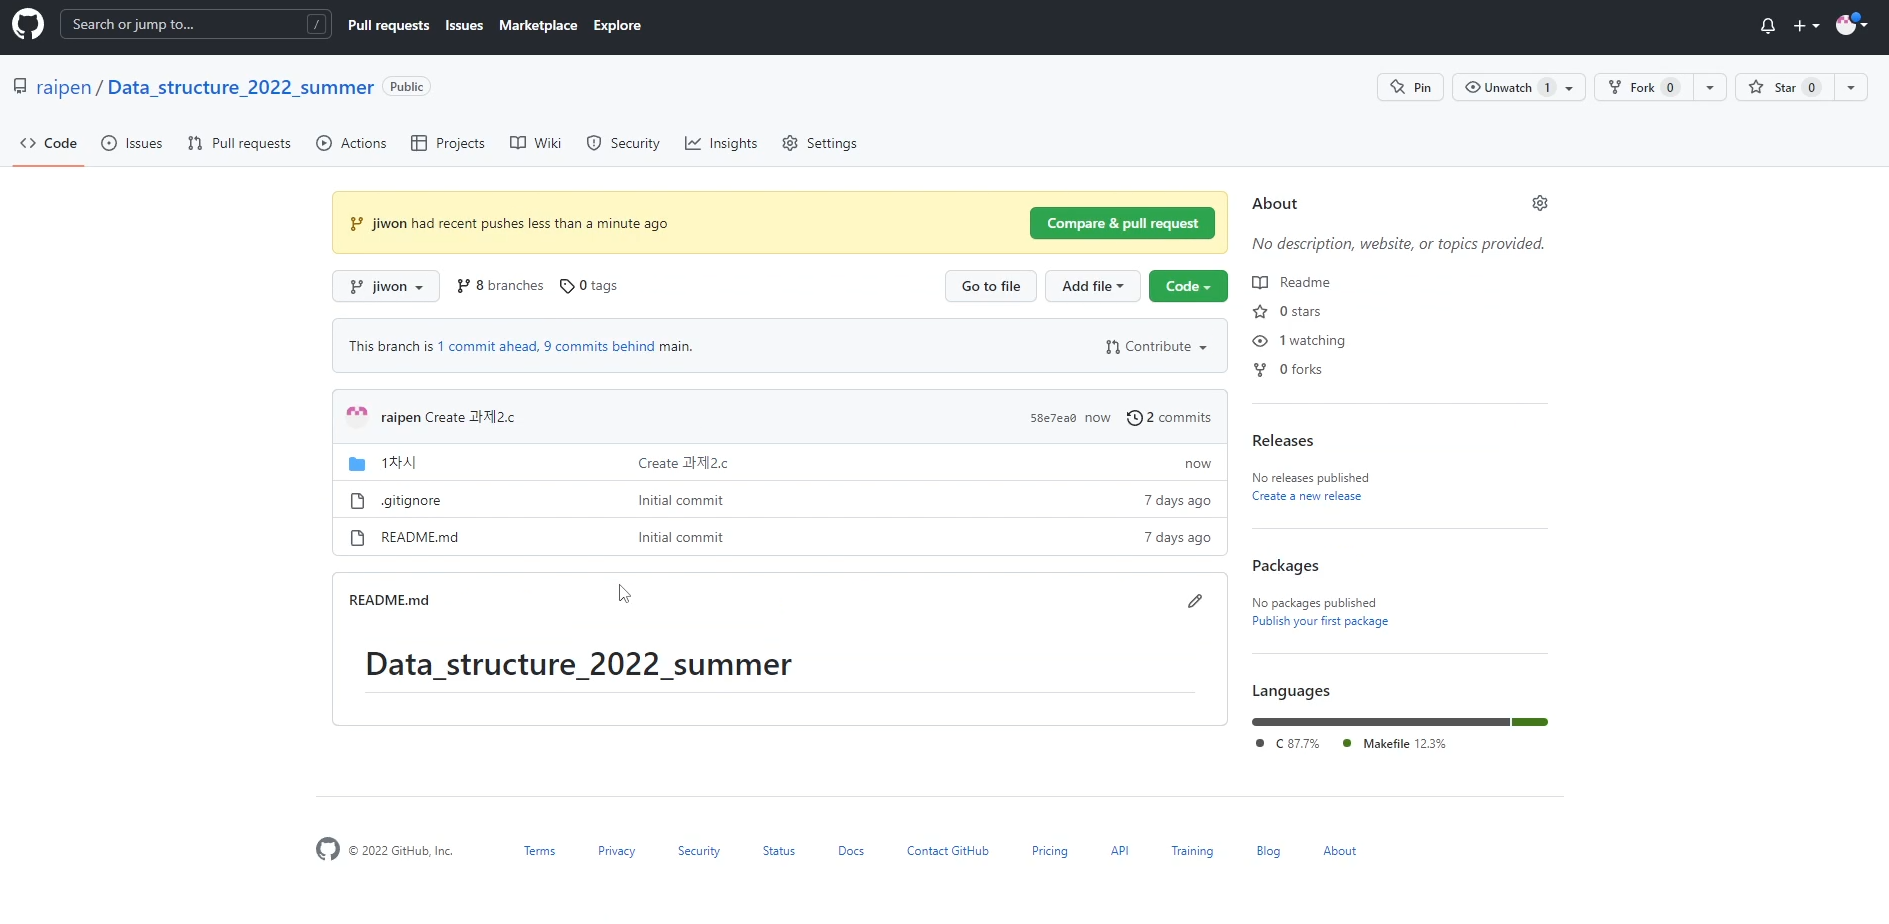 Search or jump to... /
Pull requests Issues Marketplace Explore
raipen / Data_structure_2022_summer Public
Pin Unwatch 1 Fork 0 Star 0
Code Issues Pull requests Actions Projects Wiki Security Insights Settings
jiwon had recent pushes less than a minute ago Compare & pull request
jiwon 8 branches 0 tags Go to file Add file Code
This branch is 1 commit ahead, 9 commits behind main. Contribute
raipen Create 과제2.c 58e7ea0 now 2 commits
1차시 Create 과제2.c now
.gitignore Initial commit 7 days ago
README.md Initial commit 7 days ago
README.md
Data_structure_2022_summer
About
No description, website, or topics provided.
Readme
0 stars
1 watching
0 forks
Releases
No releases published
Create a new release
Packages
No packages published
Publish your first package
Languages
C 87.7% Makefile 12.3%
© 2022 GitHub, Inc. Terms Privacy Security Status Docs Contact GitHub Pricing API Training Blog About